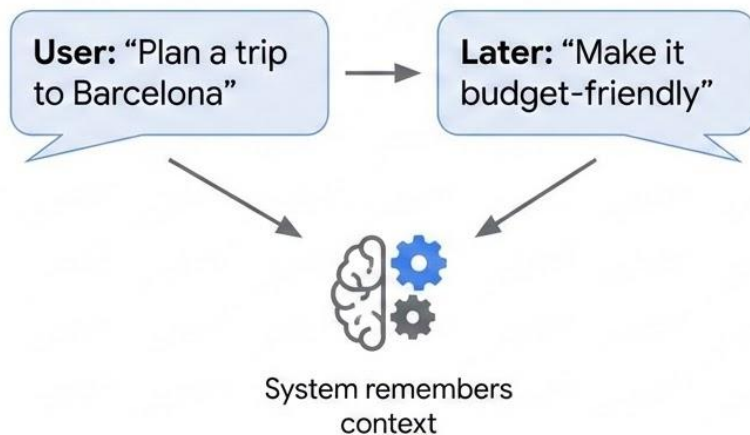 User: “Plan a trip
to Barcelona”
Later: “Make it
budget-friendly”
System remembers
context